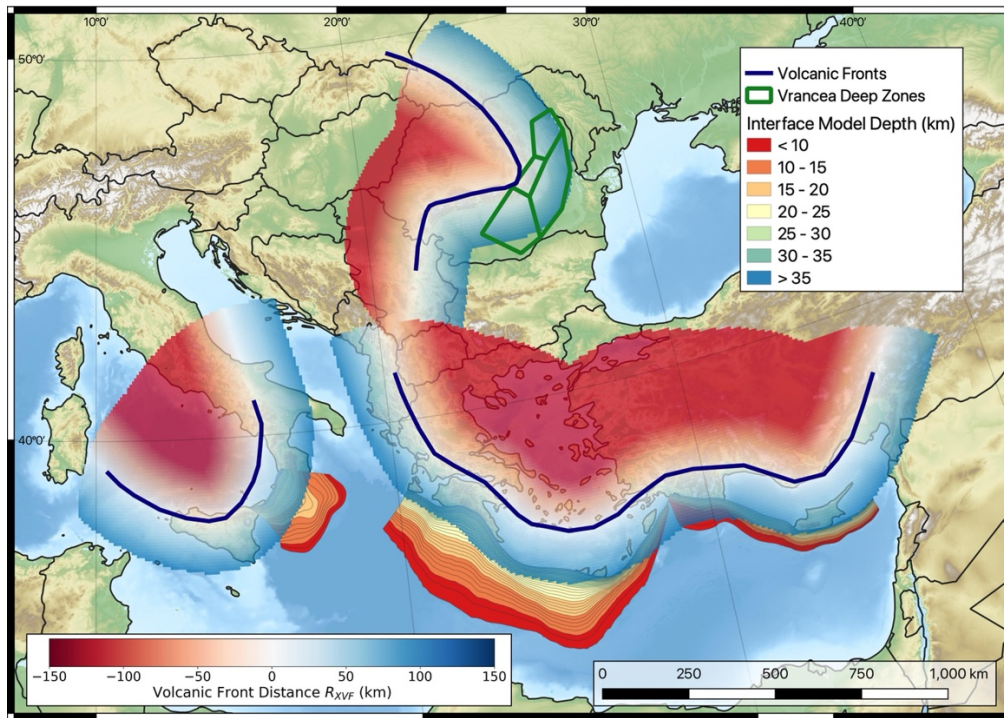 10°0'
20°0'
30°0'
40°0'
50°0'
40°0'
Volcanic Fronts
Vrancea Deep Zones
Interface Model Depth (km)
< 10
10 - 15
15 - 20
20 - 25
25 - 30
30 - 35
> 35
−150 −100 −50 0 50 100 150
Volcanic Front Distance R_XVF (km)
0 250 500 750 1,000 km